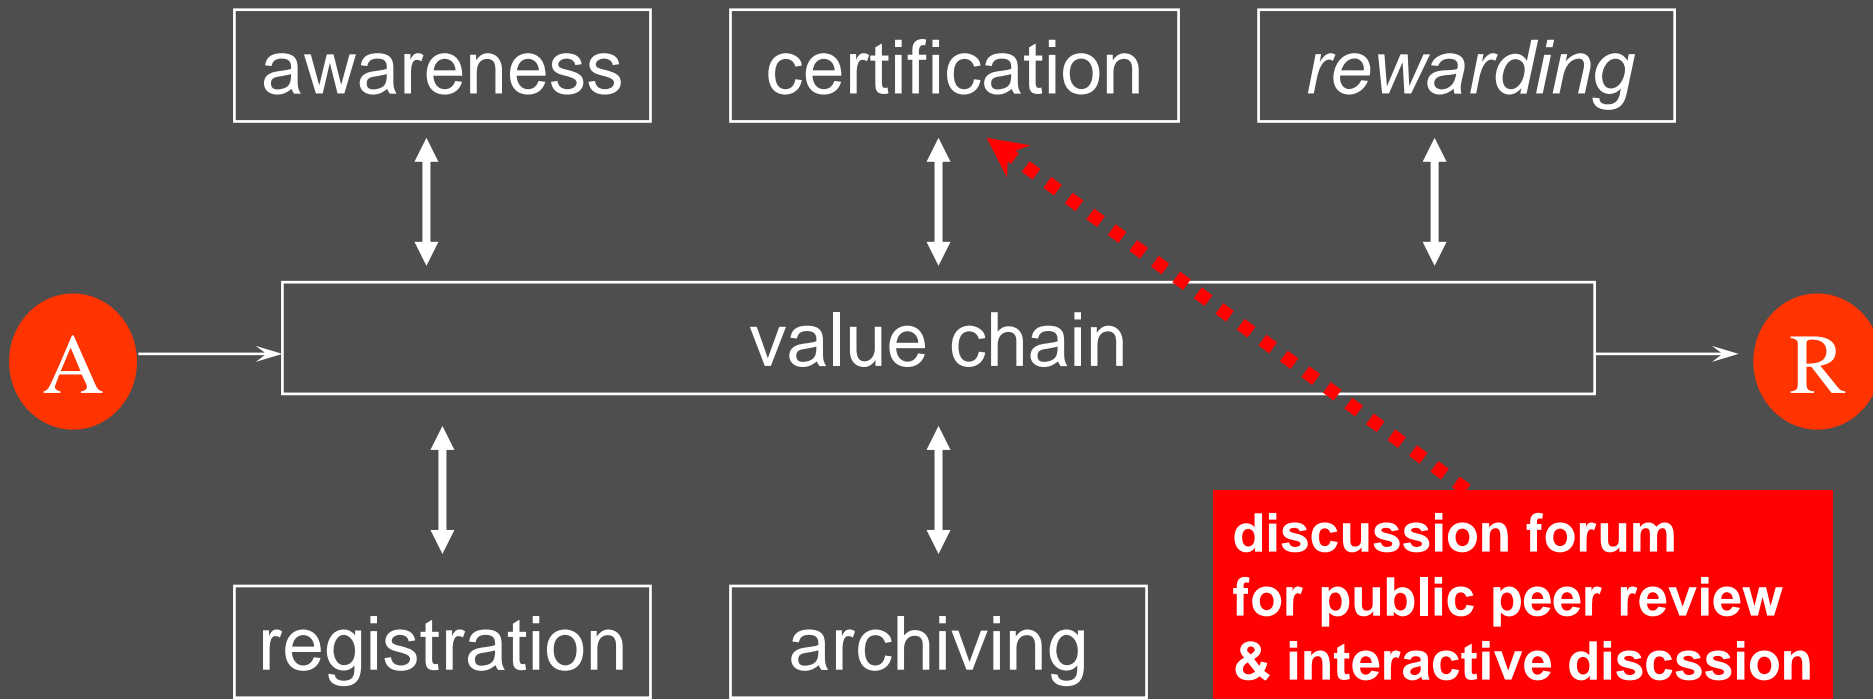 awareness
certification
rewarding
A
value chain
R
registration
archiving
discussion forum
for public peer review
& interactive discssion